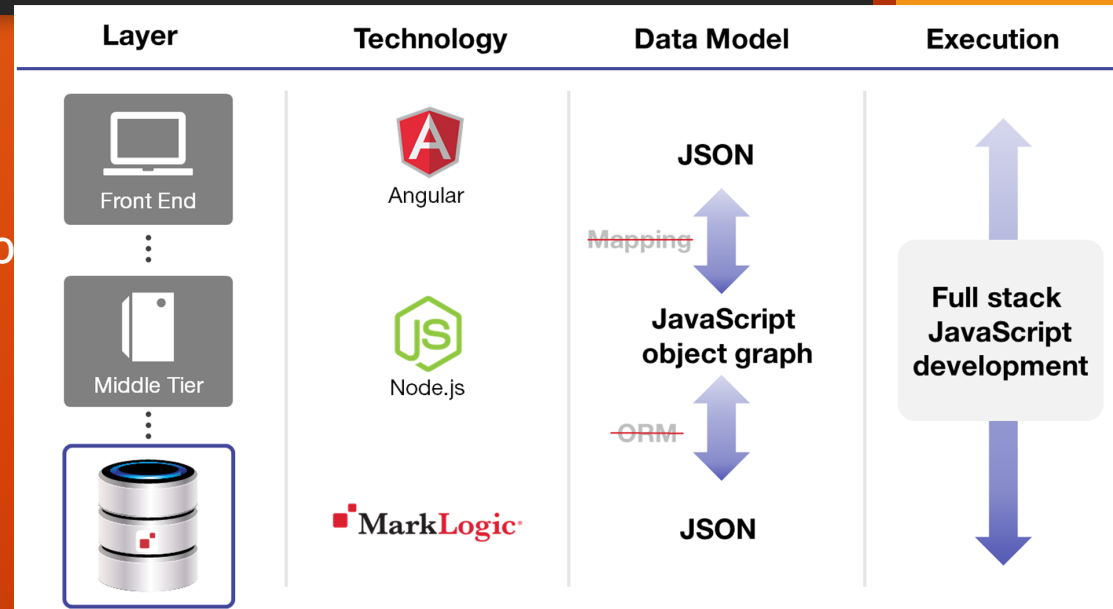 Layer Technology Data Model Execution
Front End
Angular
JSON
Mapping
Middle Tier
JS
Node.js
JavaScript
object graph
Full stack
JavaScript
development
ORM
MarkLogic
JSON